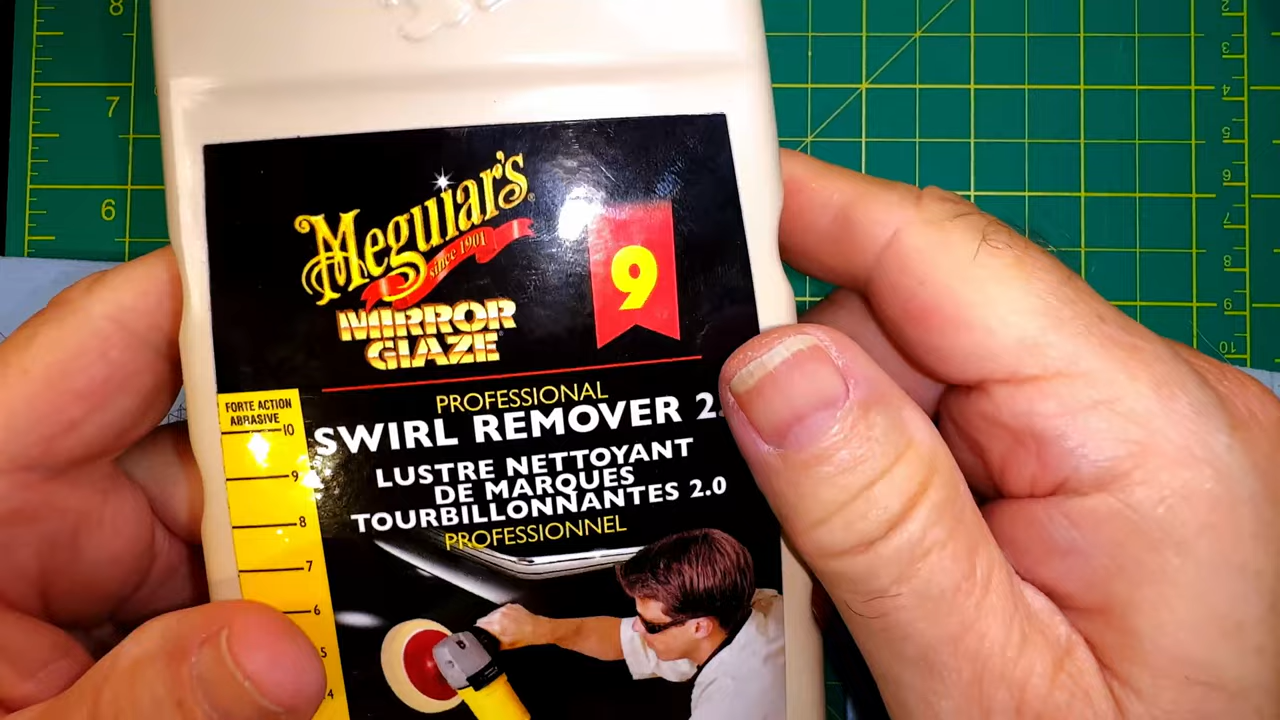 Meguiar's
since 1901
MIRROR
GLAZE
9
PROFESSIONAL
SWIRL REMOVER 2.
LUSTRE NETTOYANT
DE MARQUES
TOURBILLONNANTES 2.0
PROFESSIONNEL
FORTE ACTION
ABRASIVE
10
9
8
7
6
5
4
8
7
6
2
3
4
5
6
7
8
9
10